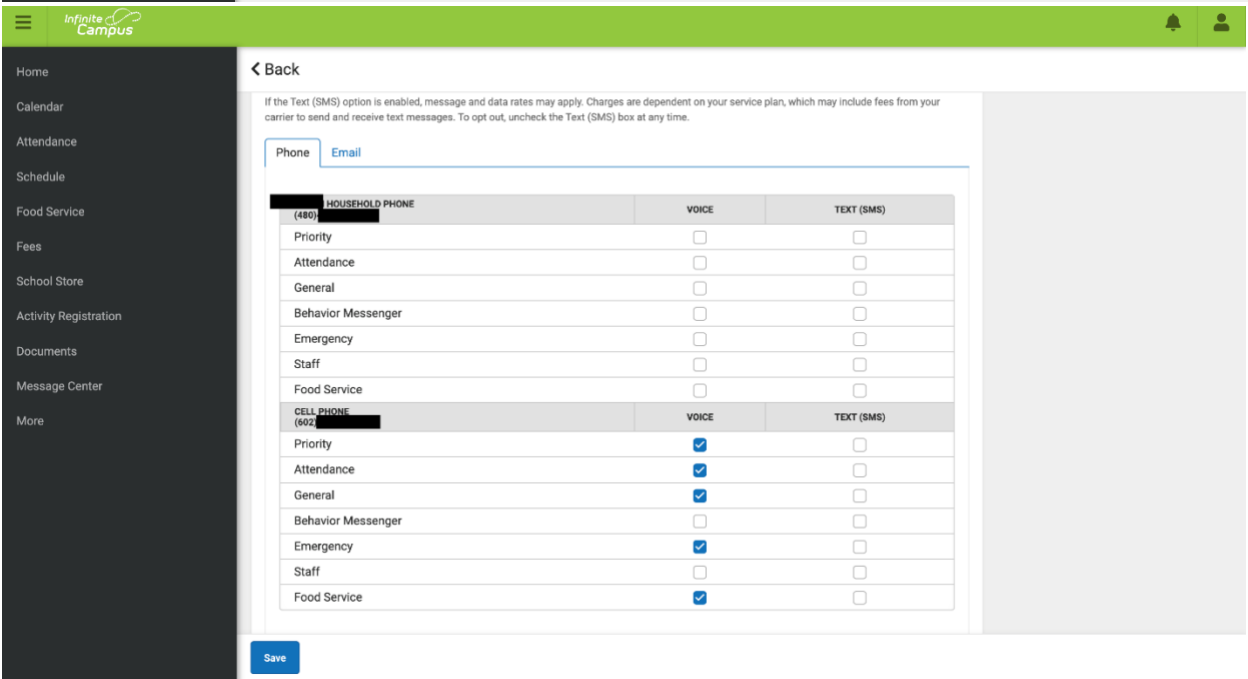 Infinite
Campus
Home
Calendar
Attendance
Schedule
Food Service
Fees
School Store
Activity Registration
Documents
Message Center
More
Back
If the Text (SMS) option is enabled, message and data rates may apply. Charges are dependent on your service plan, which may include fees from your
carrier to send and receive text messages. To opt out, uncheck the Text (SMS) box at any time.
Phone Email
HOUSEHOLD PHONE VOICE TEXT (SMS)
(480)
Priority
Attendance
General
Behavior Messenger
Emergency
Staff
Food Service
CELL PHONE VOICE TEXT (SMS)
(602)
Priority
Attendance
General
Behavior Messenger
Emergency
Staff
Food Service
Save